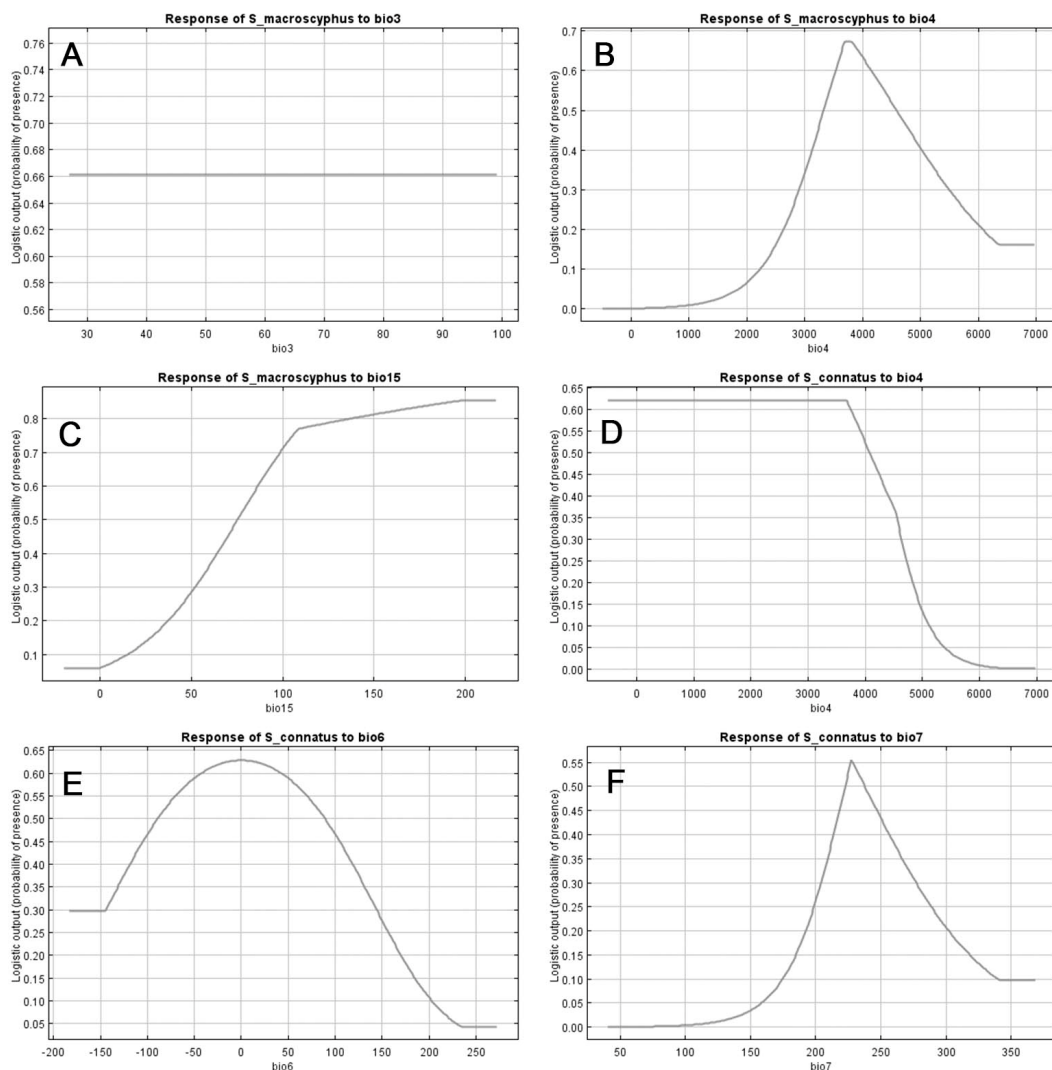 Response of S_macroscyphus to bio3
A
Logistic output (probability of presence)
0.76
0.74
0.72
0.70
0.68
0.66
0.64
0.62
0.60
0.58
0.56
30 40 50 60 70 80 90 100
bio3
Response of S_macroscyphus to bio4
B
Logistic output (probability of presence)
0.7
0.6
0.5
0.4
0.3
0.2
0.1
0.0
0 1000 2000 3000 4000 5000 6000 7000
bio4
Response of S_macroscyphus to bio15
C
Logistic output (probability of presence)
0.8
0.7
0.6
0.5
0.4
0.3
0.2
0.1
0 50 100 150 200
bio15
Response of S_connatus to bio4
D
Logistic output (probability of presence)
0.65
0.60
0.55
0.50
0.45
0.40
0.35
0.30
0.25
0.20
0.15
0.10
0.05
0.00
0 1000 2000 3000 4000 5000 6000 7000
bio4
Response of S_connatus to bio6
E
Logistic output (probability of presence)
0.65
0.60
0.55
0.50
0.45
0.40
0.35
0.30
0.25
0.20
0.15
0.10
0.05
-200 -150 -100 -50 0 50 100 150 200 250
bio6
Response of S_connatus to bio7
F
Logistic output (probability of presence)
0.55
0.50
0.45
0.40
0.35
0.30
0.25
0.20
0.15
0.10
0.05
0.00
50 100 150 200 250 300 350
bio7